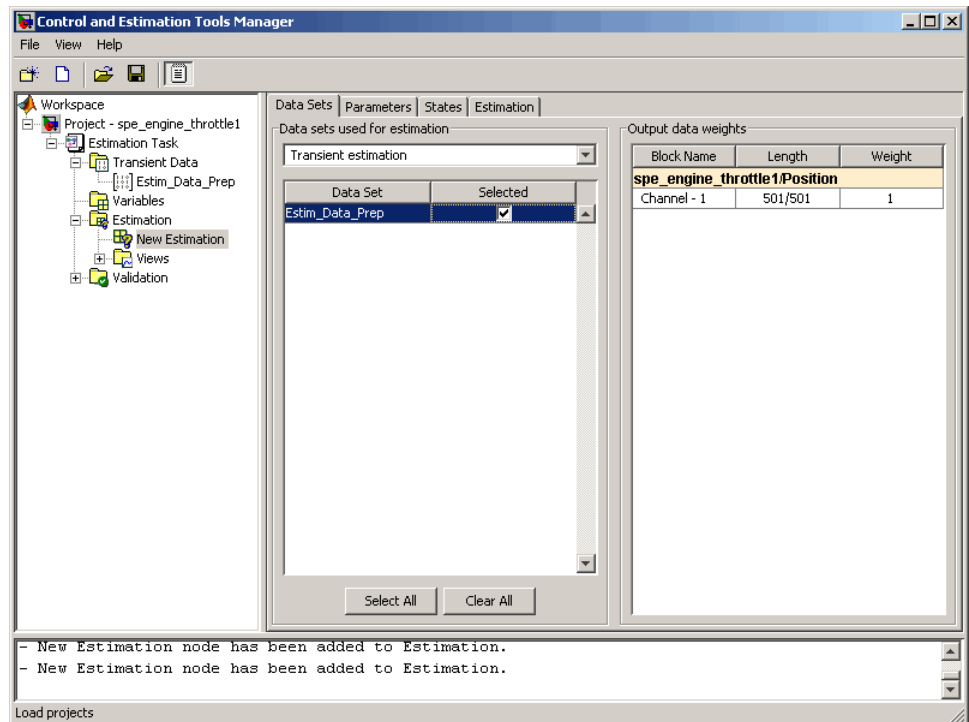 Control and Estimation Tools Manager
File View Help
Workspace
Project - spe_engine_throttle1
Estimation Task
Transient Data
Estim_Data_Prep
Variables
Estimation
New Estimation
Views
Validation
Data Sets Parameters States Estimation
Data sets used for estimation
Transient estimation
Data Set Selected
Estim_Data_Prep
Select All Clear All
Output data weights
Block Name Length Weight
spe_engine_throttle1/Position
Channel - 1 501/501 1
- New Estimation node has been added to Estimation.
- New Estimation node has been added to Estimation.
Load projects